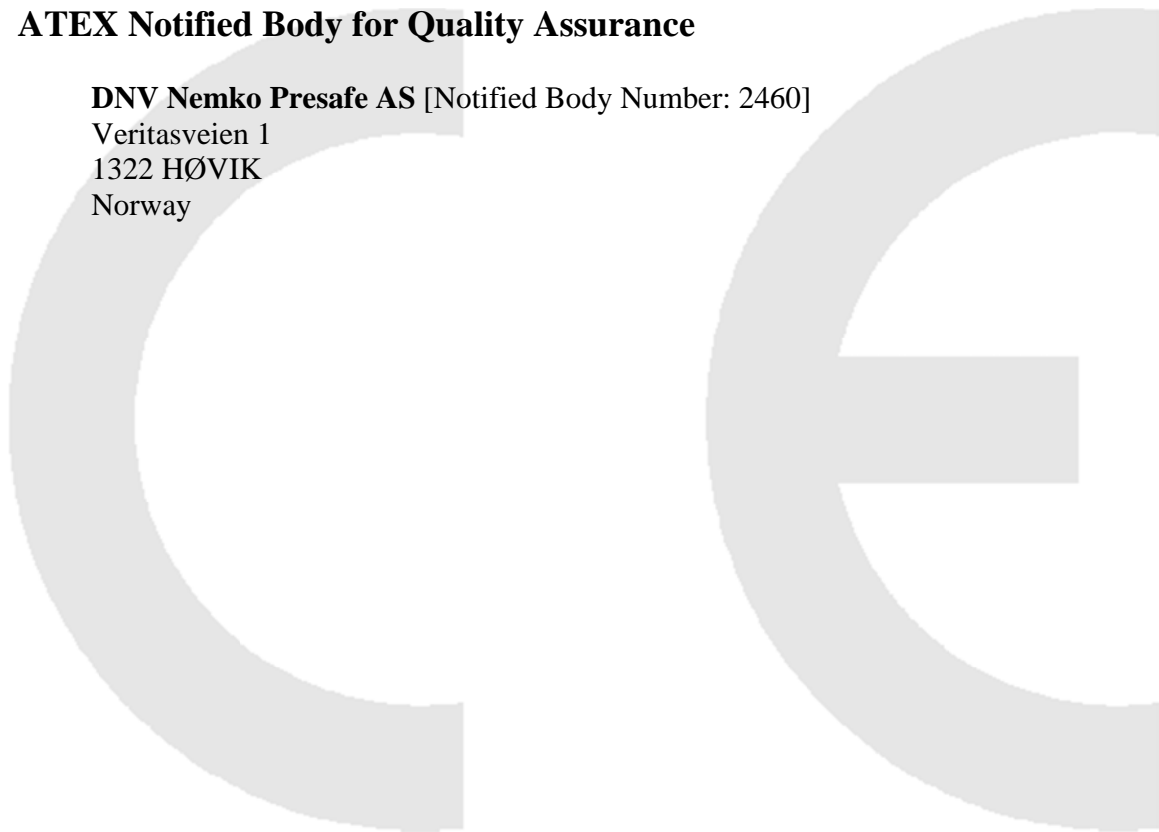 ATEX Notified Body for Quality Assurance
DNV Nemko Presafe AS [Notified Body Number: 2460]
Veritasveien 1
1322 HØVIK
Norway